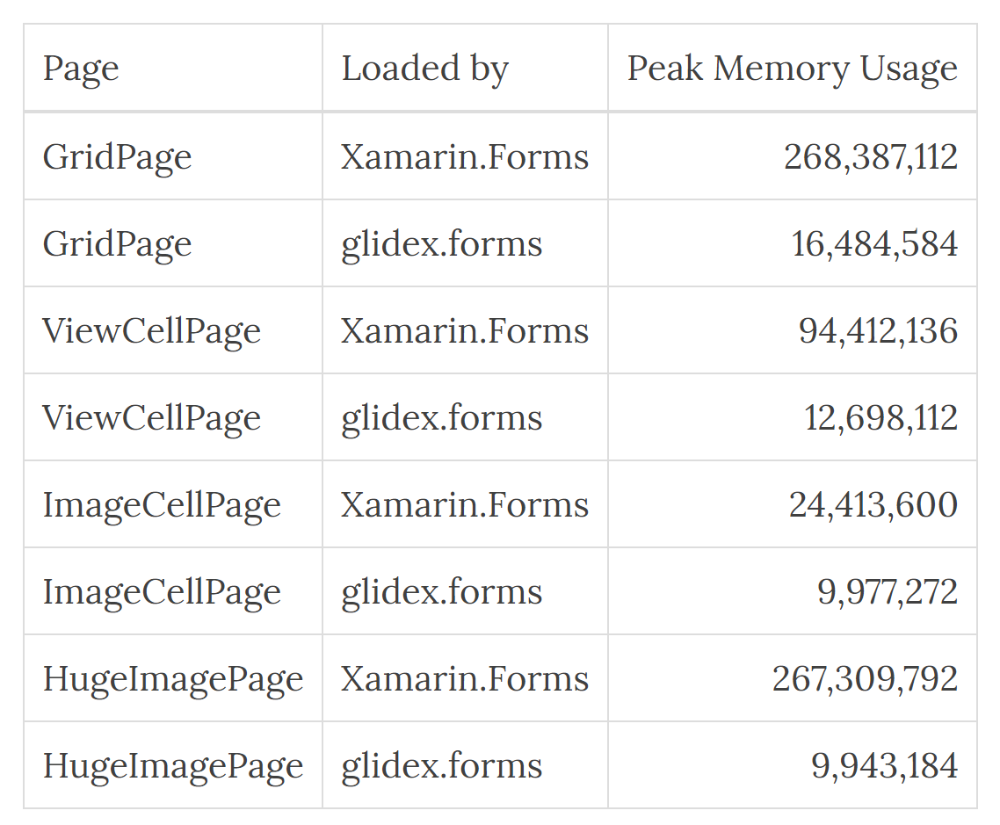 Page Loaded by Peak Memory Usage
GridPage Xamarin.Forms 268,387,112
GridPage glidex.forms 16,484,584
ViewCellPage Xamarin.Forms 94,412,136
ViewCellPage glidex.forms 12,698,112
ImageCellPage Xamarin.Forms 24,413,600
ImageCellPage glidex.forms 9,977,272
HugeImagePage Xamarin.Forms 267,309,792
HugeImagePage glidex.forms 9,943,184